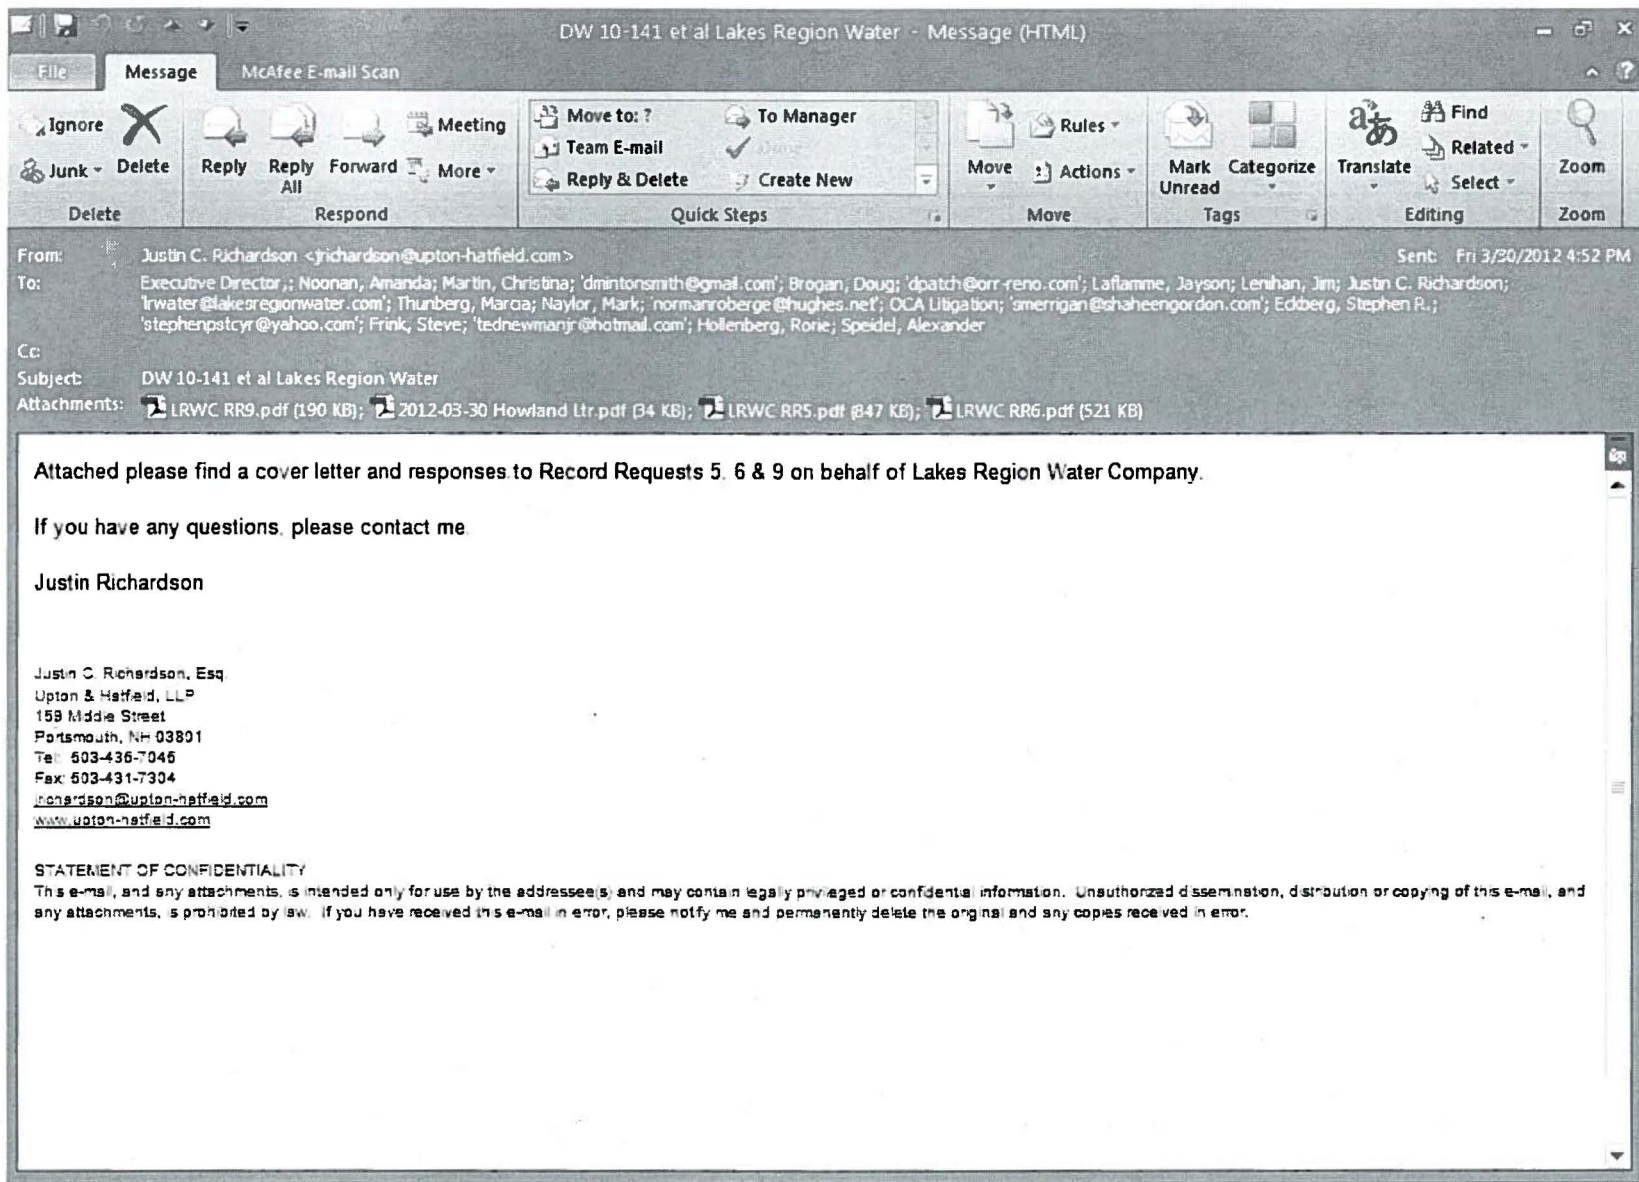 DW 10-141 et al Lakes Region Water - Message (HTML)
File Message McAfee E-mail Scan
Ignore
Junk
Delete
Reply
Reply All
Forward
Meeting
More
Move to: ?
Team E-mail
Reply & Delete
To Manager
Done
Create New
Move
Rules
Actions
Mark Unread
Categorize
Translate
Find
Related
Select
Zoom
Delete Respond Quick Steps Move Tags Editing Zoom
From: Justin C. Richardson <jrichardson@upton-hatfield.com> Sent: Fri 3/30/2012 4:52 PM
To: Executive Director,; Noonan, Amanda; Martin, Christina; 'dmintonsmith@gmail.com'; Brogan, Doug; 'dpatch@orr-reno.com'; Laflamme, Jayson; Lenihan, Jim; Justin C. Richardson;
'lrwater@lakesregionwater.com'; Thunberg, Marcia; Naylor, Mark; 'normanroberge@hughes.net'; OCA Litigation; 'smerrigan@shaheengordon.com'; Eckberg, Stephen R.;
'stephenpstcyr@yahoo.com'; Frink, Steve; 'tednewmanjr@hotmail.com'; Hollenberg, Rorie; Speidel, Alexander
Cc:
Subject: DW 10-141 et al Lakes Region Water
Attachments: LRWC RR9.pdf (190 KB); 2012-03-30 Howland Ltr.pdf (34 KB); LRWC RR5.pdf (847 KB); LRWC RR6.pdf (521 KB)
Attached please find a cover letter and responses to Record Requests 5, 6 & 9 on behalf of Lakes Region Water Company.
If you have any questions, please contact me.
Justin Richardson
Justin C. Richardson, Esq.
Upton & Hatfield, LLP
159 Middle Street
Portsmouth, NH 03801
Tel: 603-436-7046
Fax: 603-431-7304
jrichardson@upton-hatfield.com
www.upton-hatfield.com
STATEMENT OF CONFIDENTIALITY
This e-mail, and any attachments, is intended only for use by the addressee(s) and may contain legally privileged or confidential information. Unauthorized dissemination, distribution or copying of this e-mail, and
any attachments, is prohibited by law. If you have received this e-mail in error, please notify me and permanently delete the original and any copies received in error.